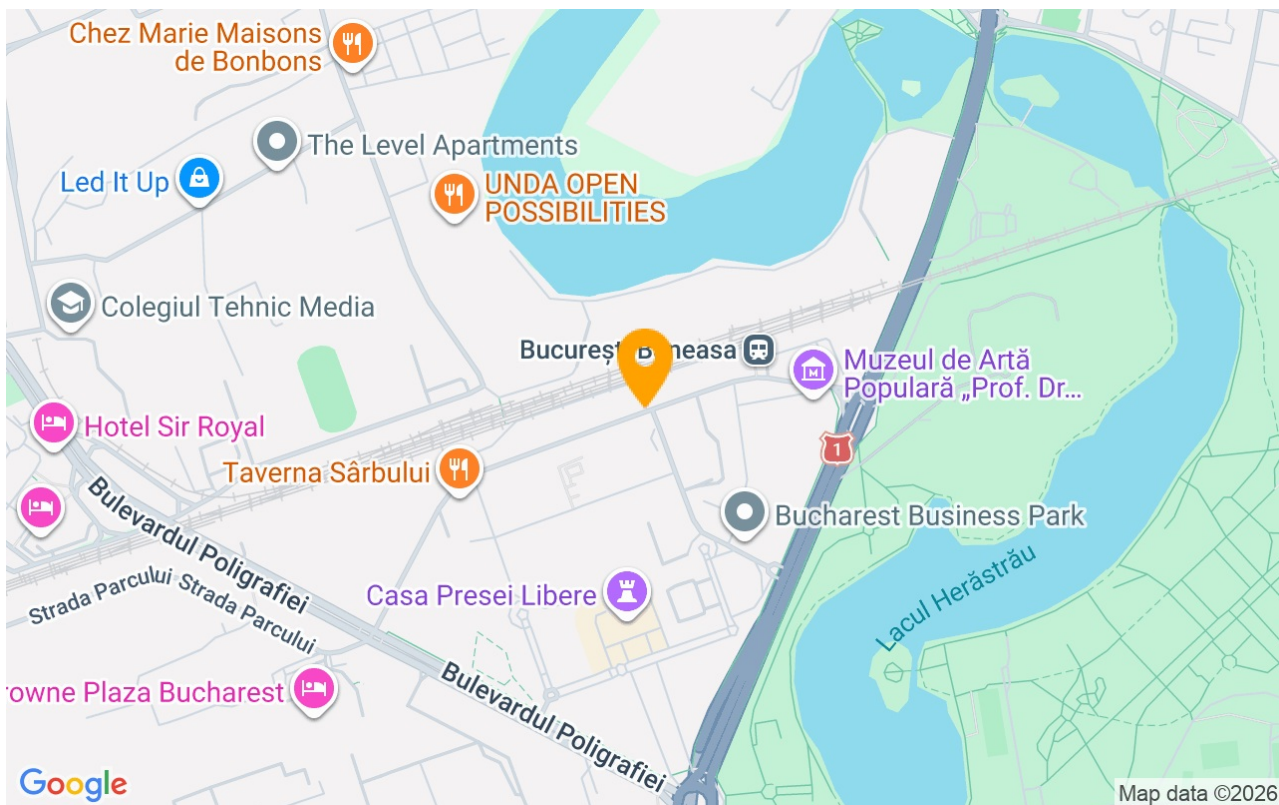 Chez Marie Maisons
de Bonbons
The Level Apartments
Led It Up
UNDA OPEN
POSSIBILITIES
Colegiul Tehnic Media
București
Muzeul de Artă
Populară „Prof. Dr...
Hotel Sir Royal
1
Taverna Sârbului
Bulevardul Poligrafiei
Bucharest Business Park
Casa Presei Libere
Lacul Herăstrău
Strada Parcului
Strada Parcului
rowne Plaza Bucharest
Bulevardul Poligrafiei
Google
Map data ©2026